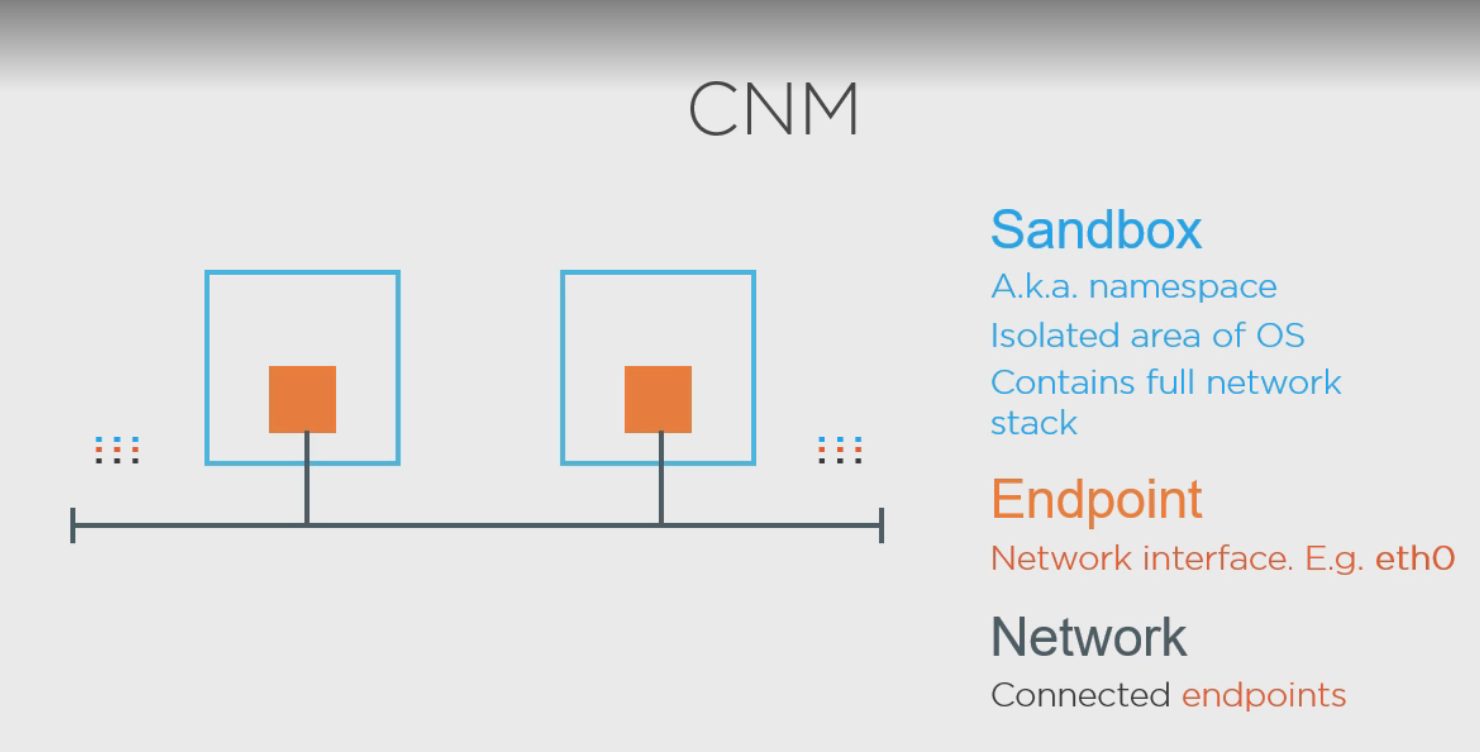 CNM
Sandbox
A.k.a. namespace
Isolated area of OS
Contains full network
stack
Endpoint
Network interface. E.g. eth0
Network
Connected endpoints